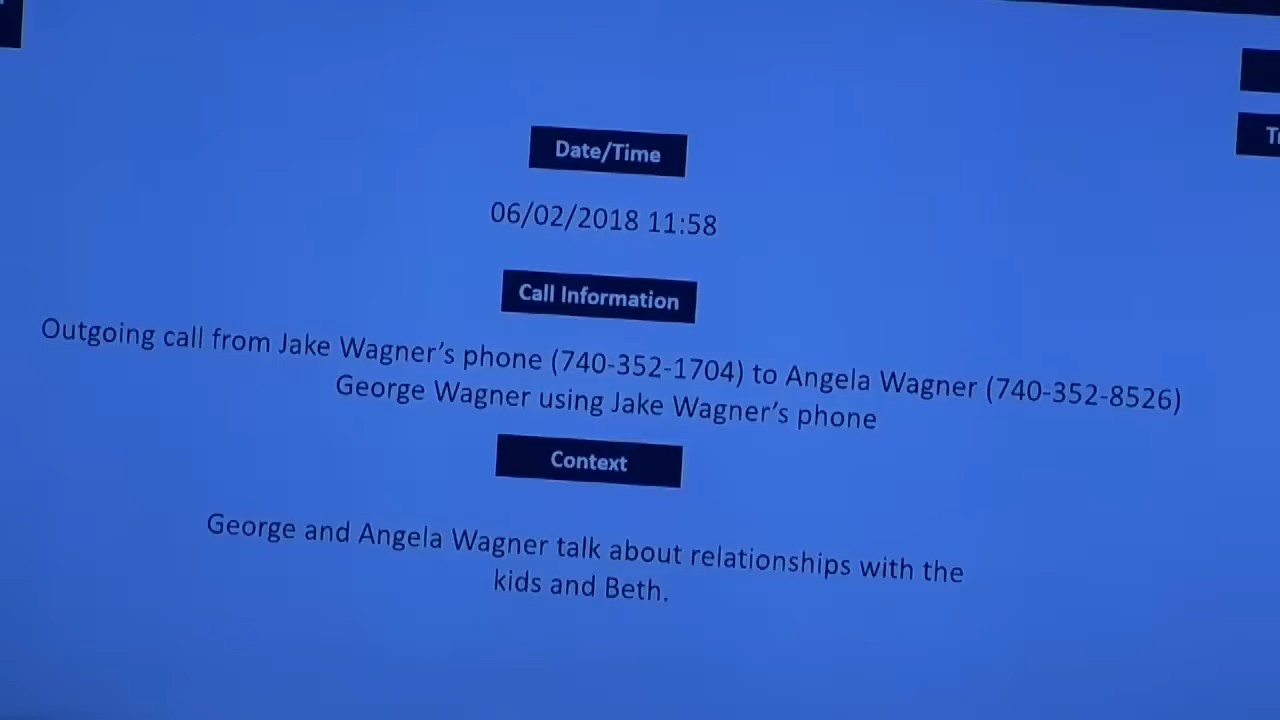 Date/Time
06/02/2018 11:58
Call Information
Outgoing call from Jake Wagner's phone (740-352-1704) to Angela Wagner (740-352-8526)
George Wagner using Jake Wagner's phone
Context
George and Angela Wagner talk about relationships with the
kids and Beth.